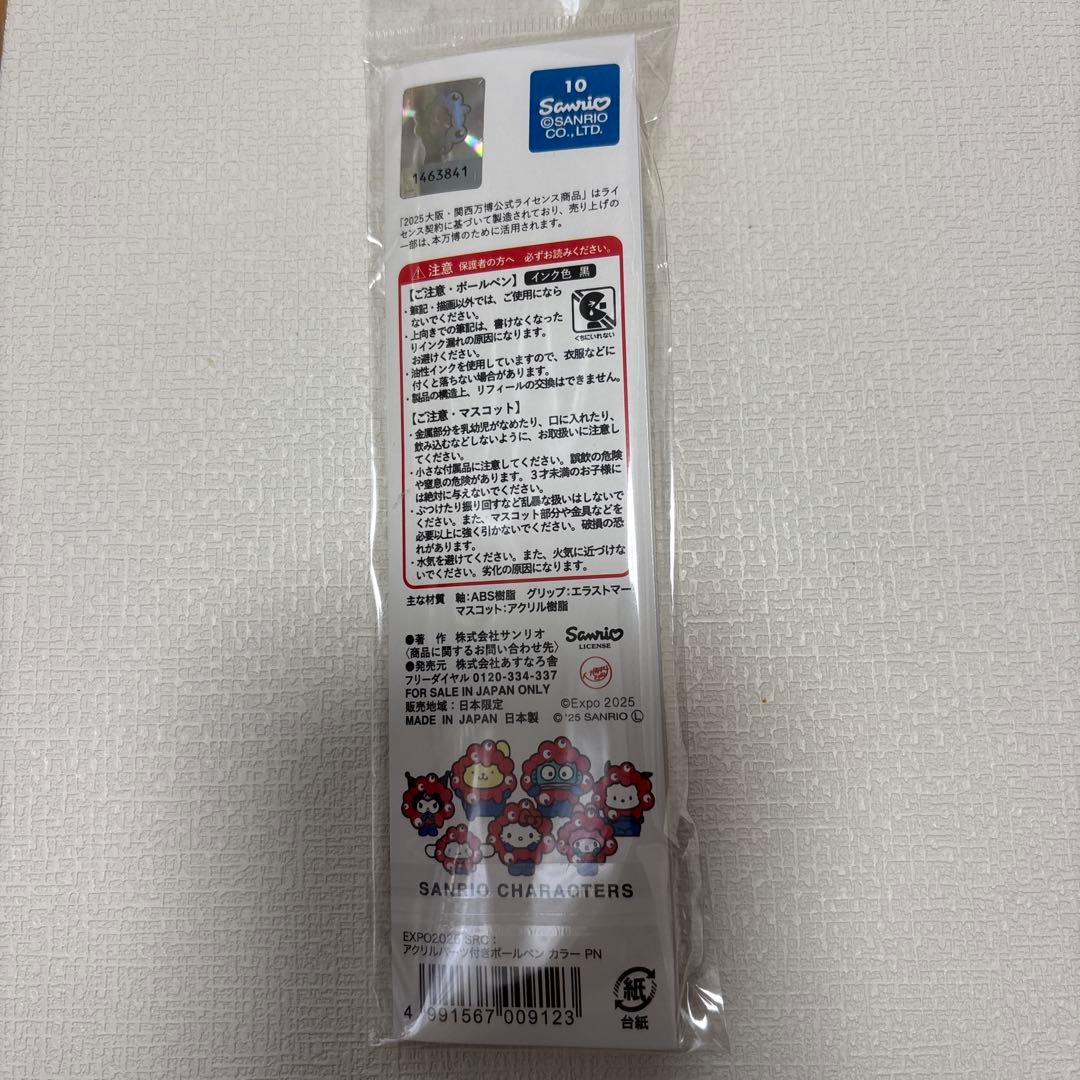 10
Sanrio
©SANRIO
CO., LTD.
1463841
「2025大阪・関西万博公式ライセンス商品」はライ
センス契約に基づいて製造されており、売り上げの
一部は、本万博のために活用されます。
注意 保護者の方へ 必ずお読みください。
【ご注意・ボールペン】 インク色 黒
・筆記・描画以外では、ご使用になら
ないでください。
・上向きでの筆記は、書けなくなった
りインク漏れの原因になります。
お避けください。
くちにいれない
・油性インクを使用していますので、衣服などに
付くと落ちない場合があります。
・製品の構造上、リフィールの交換はできません。
【ご注意・マスコット】
・金属部分を乳幼児がなめたり、口に入れたり、
飲み込むなどしないように、お取扱いに注意し
てください。
・小さな付属品に注意してください。誤飲の危険
や窒息の危険があります。3才未満のお子様に
は絶対に与えないでください。
・ぶつけたり振り回すなど乱暴な扱いはしないで
ください。また、マスコット部分や金具などを
必要以上に強く引かないでください。破損の恐
れがあります。
・水気を避けてください。また、火気に近づけな
いでください。劣化の原因になります。
主な材質 軸:ABS樹脂 グリップ:エラストマー
マスコット:アクリル樹脂
●著 作 株式会社サンリオ
〈商品に関するお問い合わせ先〉
●発売元 株式会社あすなろ舎
フリーダイヤル 0120-334-337
FOR SALE IN JAPAN ONLY
販売地域:日本限定
MADE IN JAPAN 日本製
Sanrio
LICENSE
©Expo 2025
©'25 SANRIO Ⓛ
SANRIO CHARACTERS
EXPO2025 SRC:
アクリルパーツ付きボールペン カラー PN
4 991567 009123
紙
台紙